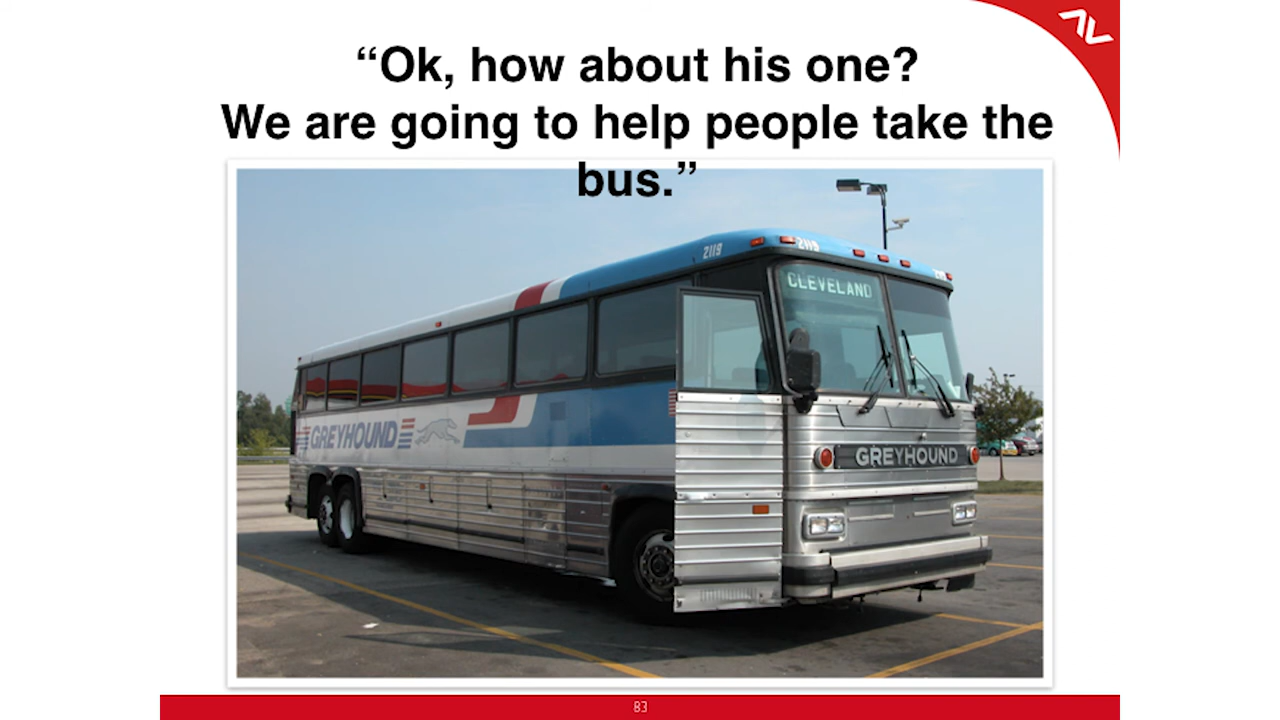 “Ok, how about his one?
We are going to help people take the
bus.”
2119
2119
CLEVELAND
GREYHOUND
GREYHOUND
83